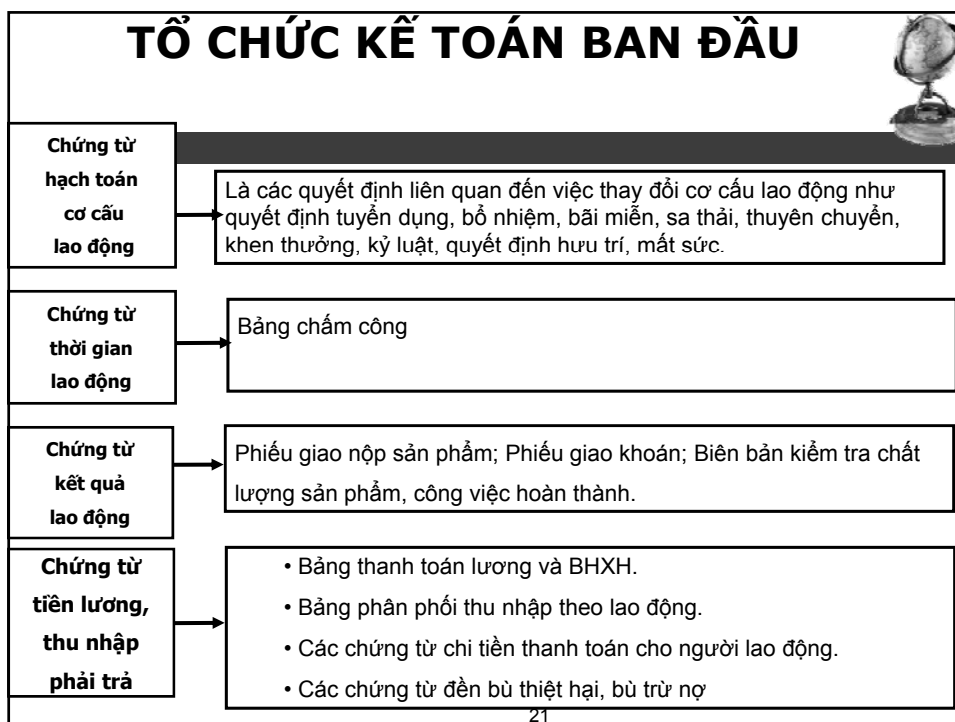 TỔ CHỨC KẾ TOÁN BAN ĐẦU
Chứng từ
hạch toán
cơ cấu
lao động
Là các quyết định liên quan đến việc thay đổi cơ cấu lao động như
quyết định tuyển dụng, bổ nhiệm, bãi miễn, sa thải, thuyên chuyển,
khen thưởng, kỷ luật, quyết định hưu trí, mất sức.
Chứng từ
thời gian
lao động
Bảng chấm công
Chứng từ
kết quả
lao động
Phiếu giao nộp sản phẩm; Phiếu giao khoán; Biên bản kiểm tra chất
lượng sản phẩm, công việc hoàn thành.
Chứng từ
tiền lương,
thu nhập
phải trả
• Bảng thanh toán lương và BHXH.
• Bảng phân phối thu nhập theo lao động.
• Các chứng từ chi tiền thanh toán cho người lao động.
• Các chứng từ đền bù thiệt hại, bù trừ nợ
21